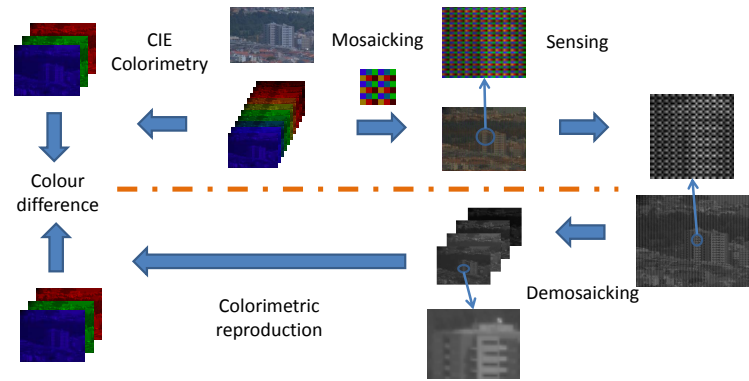 CIE
Colorimetry
Mosaicking
Sensing
Colour
difference
Demosaicking
Colorimetric
reproduction